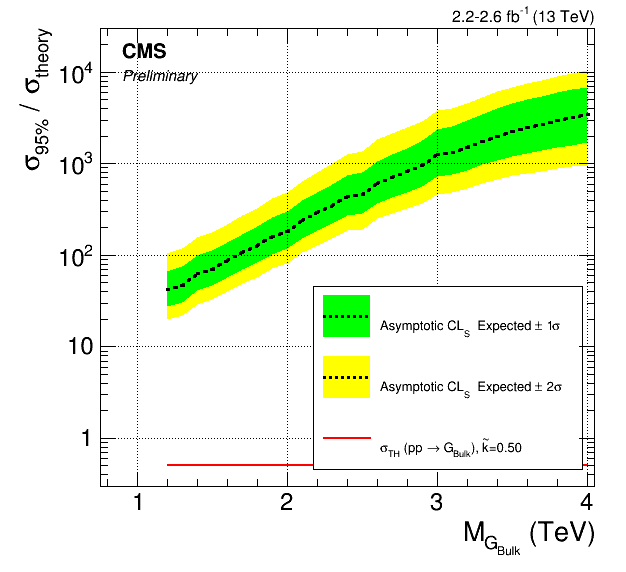 2.2-2.6 fb⁻¹ (13 TeV)
CMS
Preliminary
σ95% / σtheory
10⁴
10³
10²
10
1
Asymptotic CLS Expected ± 1σ
Asymptotic CLS Expected ± 2σ
σTH (pp → GBulk), k̃=0.50
1 2 3 4
MGBulk (TeV)